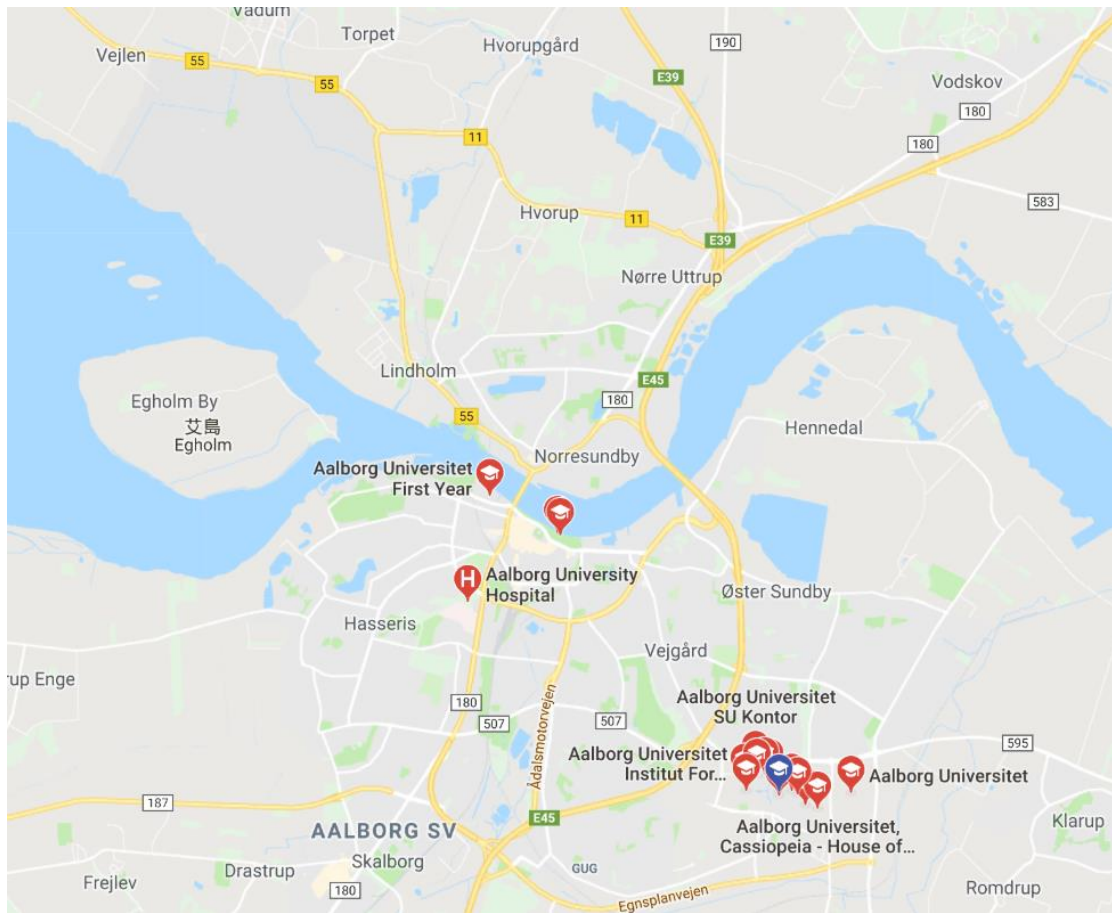 Vadum
Torpet
Vejlen
55
55
Hvorupgård
190
E39
Vodskov
180
180
11
583
Hvorup
11
E39
Nørre Uttrup
Lindholm
E45
180
Egholm By
艾島
Egholm
55
Hennedal
Norresundby
Aalborg Universitet
First Year
Aalborg University
Hospital
Øster Sundby
Hasseris
Vejgård
rup Enge
180
507
507
Ådalsmotorvejen
Aalborg Universitet
SU Kontor
595
Aalborg Universitet
Institut For...
Aalborg Universitet
187
E45
AALBORG SV
Aalborg Universitet,
Cassiopeia - House of...
Klarup
Skalborg
GUG
Drastrup
Frejlev
180
Egnsplanvejen
Romdrup
H